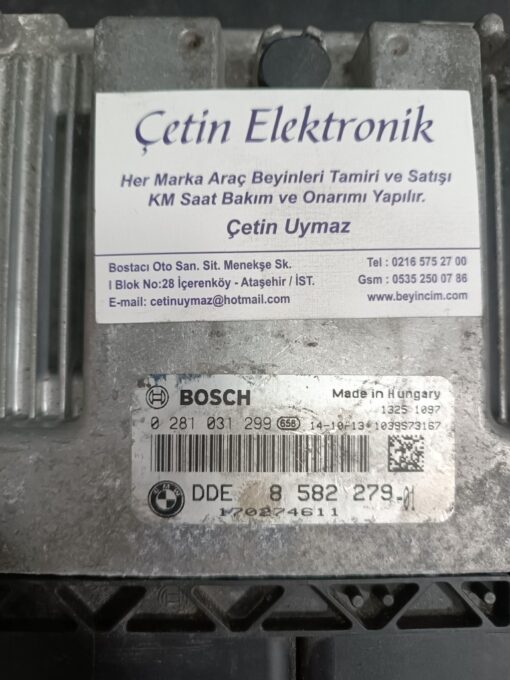 Çetin Elektronik
Her Marka Araç Beyinleri Tamiri ve Satışı
KM Saat Bakım ve Onarımı Yapılır.
Çetin Uymaz
Bostacı Oto San. Sit. Menekşe Sk.
I Blok No:28 İçerenköy - Ataşehir / İST.
E-mail: cetinuymaz@hotmail.com
Tel : 0216 575 27 00
Gsm : 0535 250 07 86
www.beyincim.com
BOSCH
Made in Hungary
1325 1097
0 281 031 299 658 14-10-13* 1039S73167
BMW
DDE 8 582 279-01
170274611